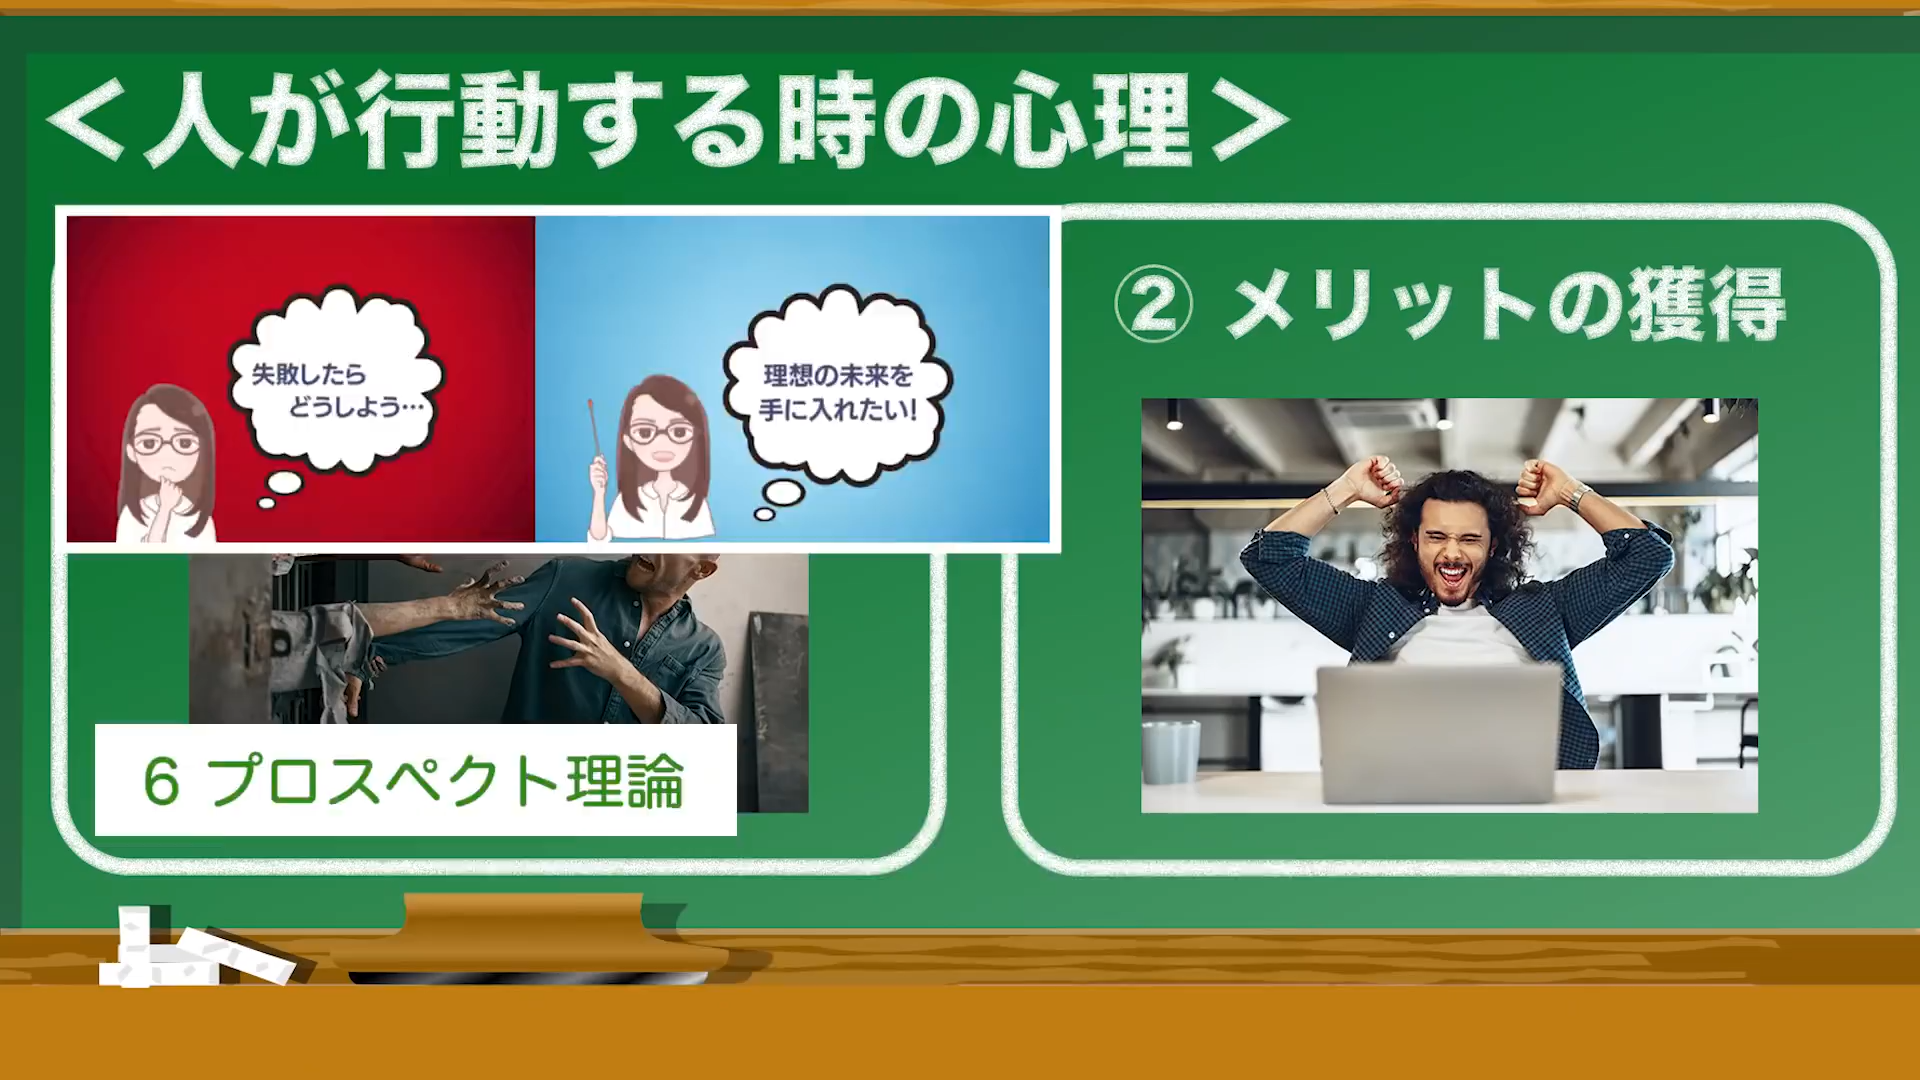 ＜人が行動する時の心理＞
失敗したら
どうしよう…
理想の未来を
手に入れたい!
② メリットの獲得
6 プロスペクト理論